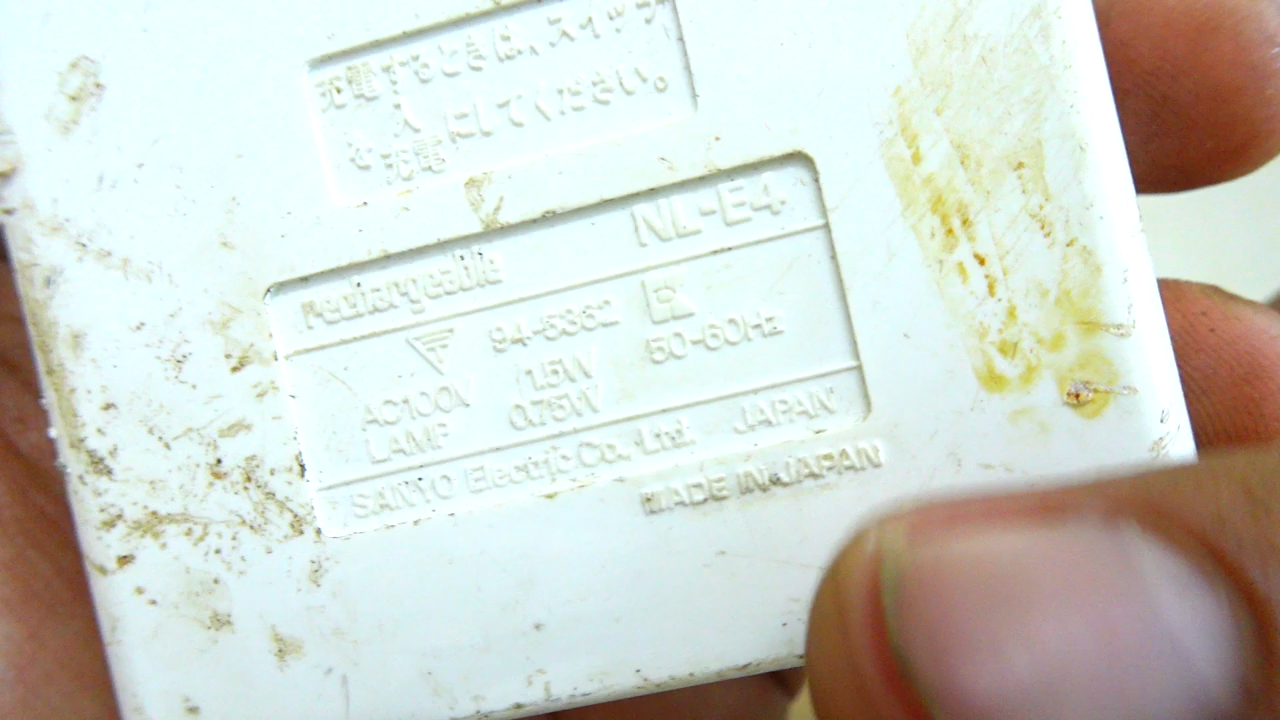 充電するときは、スイッチ
を 入 にしてください。
充電
rechargeable NL-E4
94-5362
AC100V 1.5W 50-60Hz
LAMP 0.75W
SANYO Electric Co., Ltd. JAPAN
MADE IN JAPAN